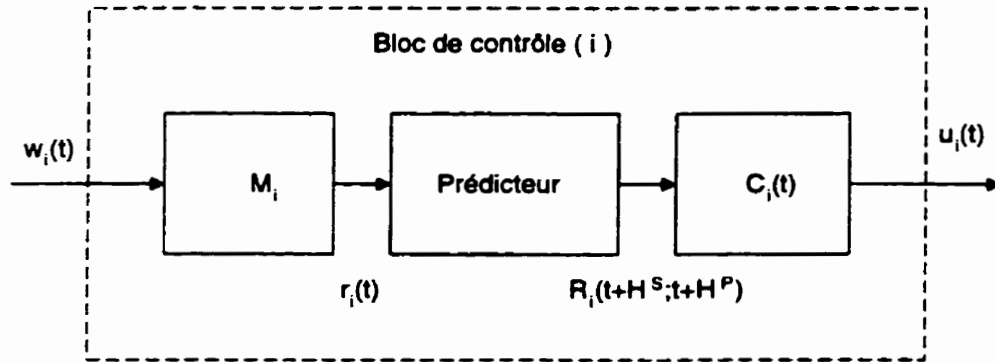 Bloc de contrôle ( i )
w_i(t)
u_i(t)
M_i
Prédicteur
C_i(t)
r_i(t)
R_i(t+H^S;t+H^P)